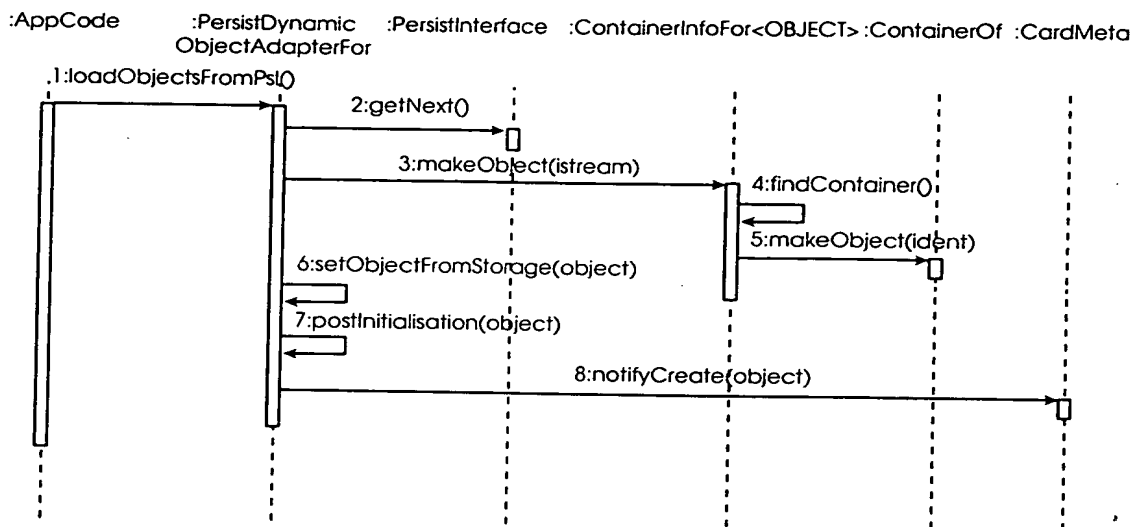 :AppCode :PersistDynamic :PersistInterface :ContainerInfoFor<OBJECT> :ContainerOf :CardMeta
ObjectAdapterFor
1:loadObjectsFromPsl()
2:getNext()
3:makeObject(istream)
4:findContainer()
5:makeObject(ident)
6:setObjectFromStorage(object)
7:postInitialisation(object)
8:notifyCreate(object)